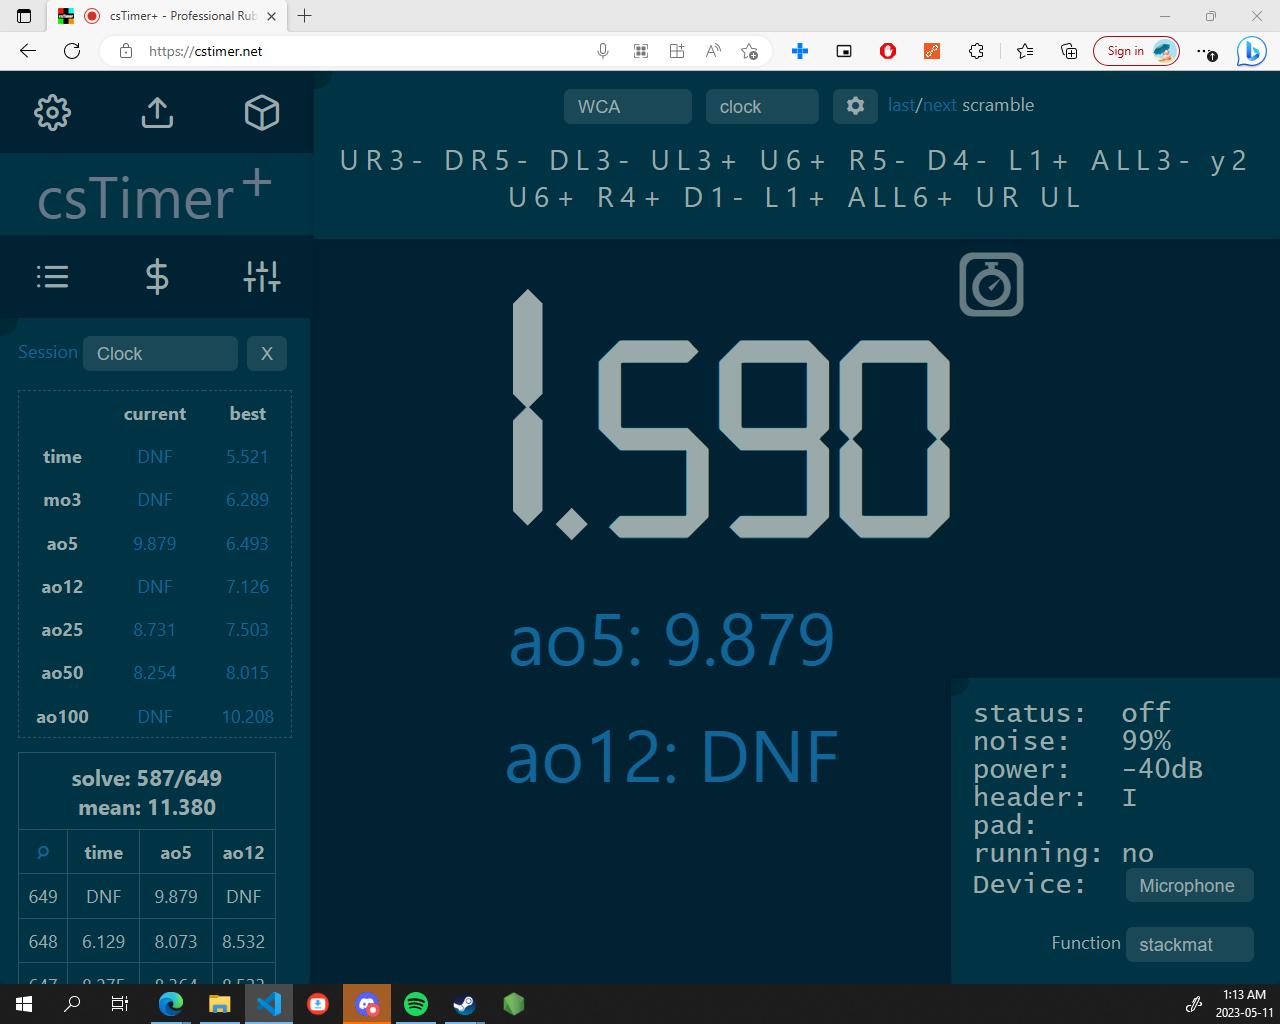 csTimer+ - Professional Rub
https://cstimer.net
Sign in
WCA
clock
last/next scramble
UR3- DR5- DL3- UL3+ U6+ R5- D4- L1+ ALL3- y2
U6+ R4+ D1- L1+ ALL6+ UR UL
csTimer+
Session
Clock
X
current best
time DNF 5.521
mo3 DNF 6.289
ao5 9.879 6.493
ao12 DNF 7.126
ao25 8.731 7.503
ao50 8.254 8.015
ao100 DNF 10.208
solve: 587/649
mean: 11.380
time ao5 ao12
649 DNF 9.879 DNF
648 6.129 8.073 8.532
1.590
ao5: 9.879
ao12: DNF
status: off
noise: 99%
power: -40dB
header: I
pad:
running: no
Device: Microphone
Function stackmat
1:13 AM
2023-05-11